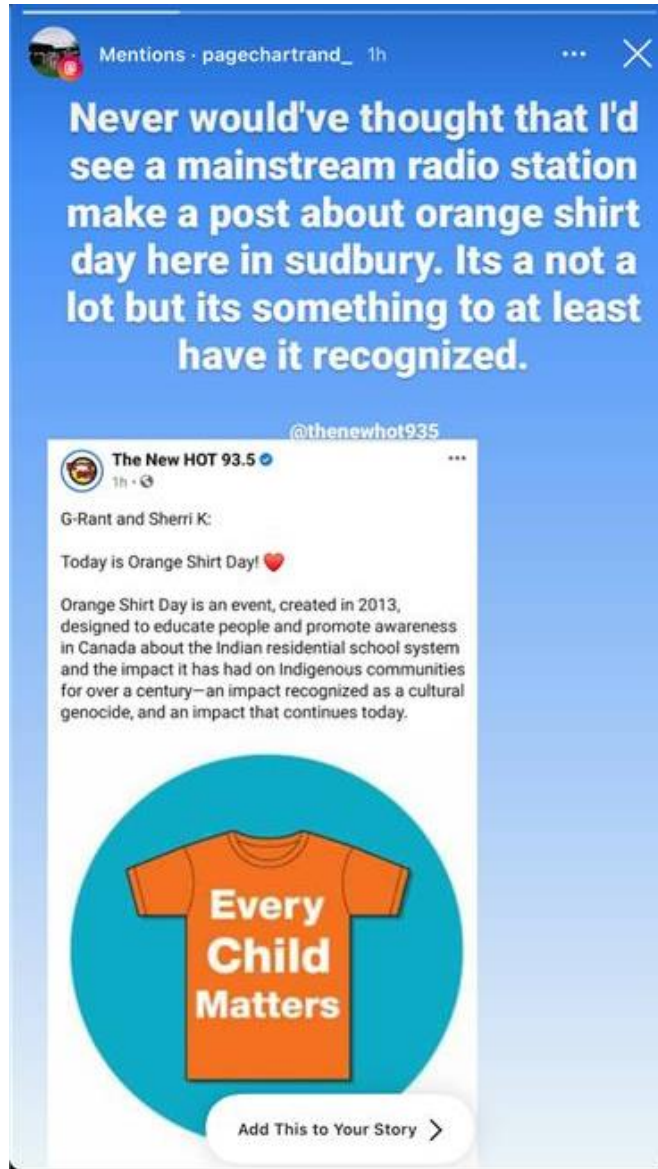 Mentions · pagechartrand_ 1h
Never would've thought that I'd
see a mainstream radio station
make a post about orange shirt
day here in sudbury. Its a not a
lot but its something to at least
have it recognized.
@thenewhot935
The New HOT 93.5
1h ·
G-Rant and Sherri K:
Today is Orange Shirt Day! ❤️
Orange Shirt Day is an event, created in 2013,
designed to educate people and promote awareness
in Canada about the Indian residential school system
and the impact it has had on Indigenous communities
for over a century—an impact recognized as a cultural
genocide, and an impact that continues today.
Every
Child
Matters
Add This to Your Story